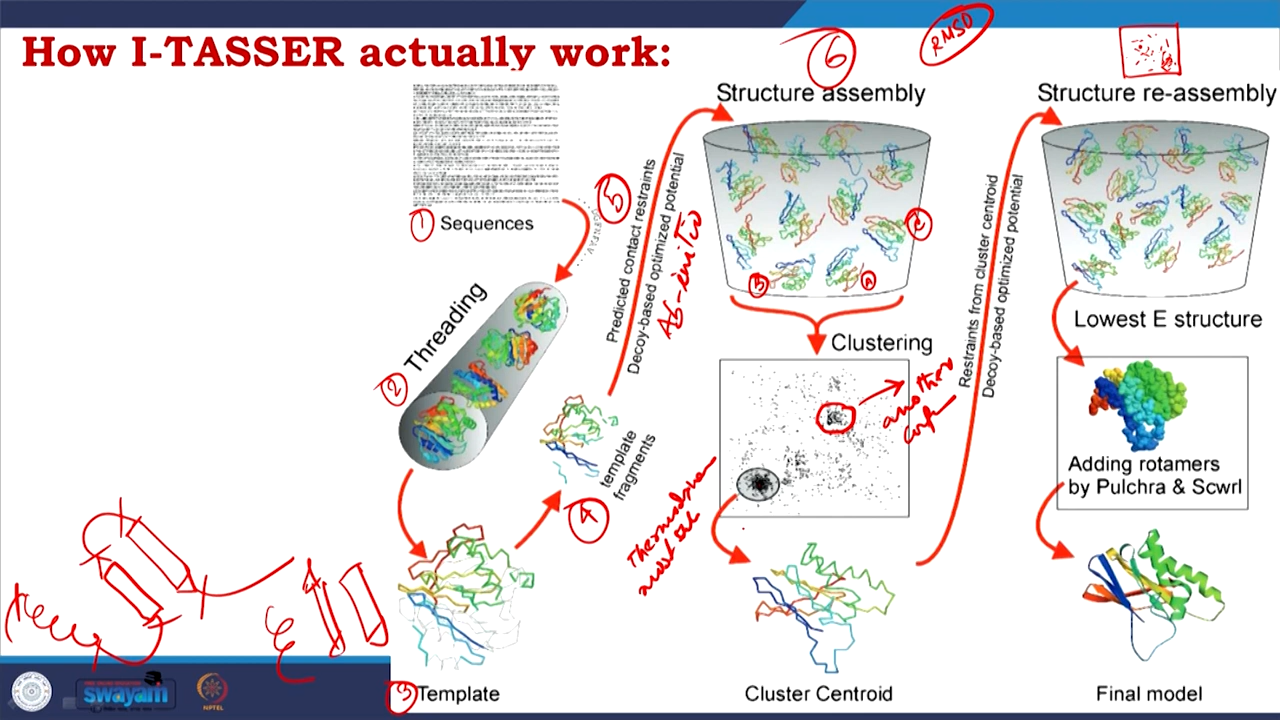 How I-TASSER actually work:
6
RMSD
Structure assembly
Structure re-assembly
1 Sequences
5
Predicted contact restraints
Decoy-based optimized potential
Ab-initio
2
Threading
4
template
fragments
3 Template
B
A
C
Clustering
another
Cluster Centroid
Restraints from cluster centroid
Decoy-based optimized potential
Lowest E structure
Adding rotamers
by Pulchra & Scwrl
Final model
swayam
NPTEL